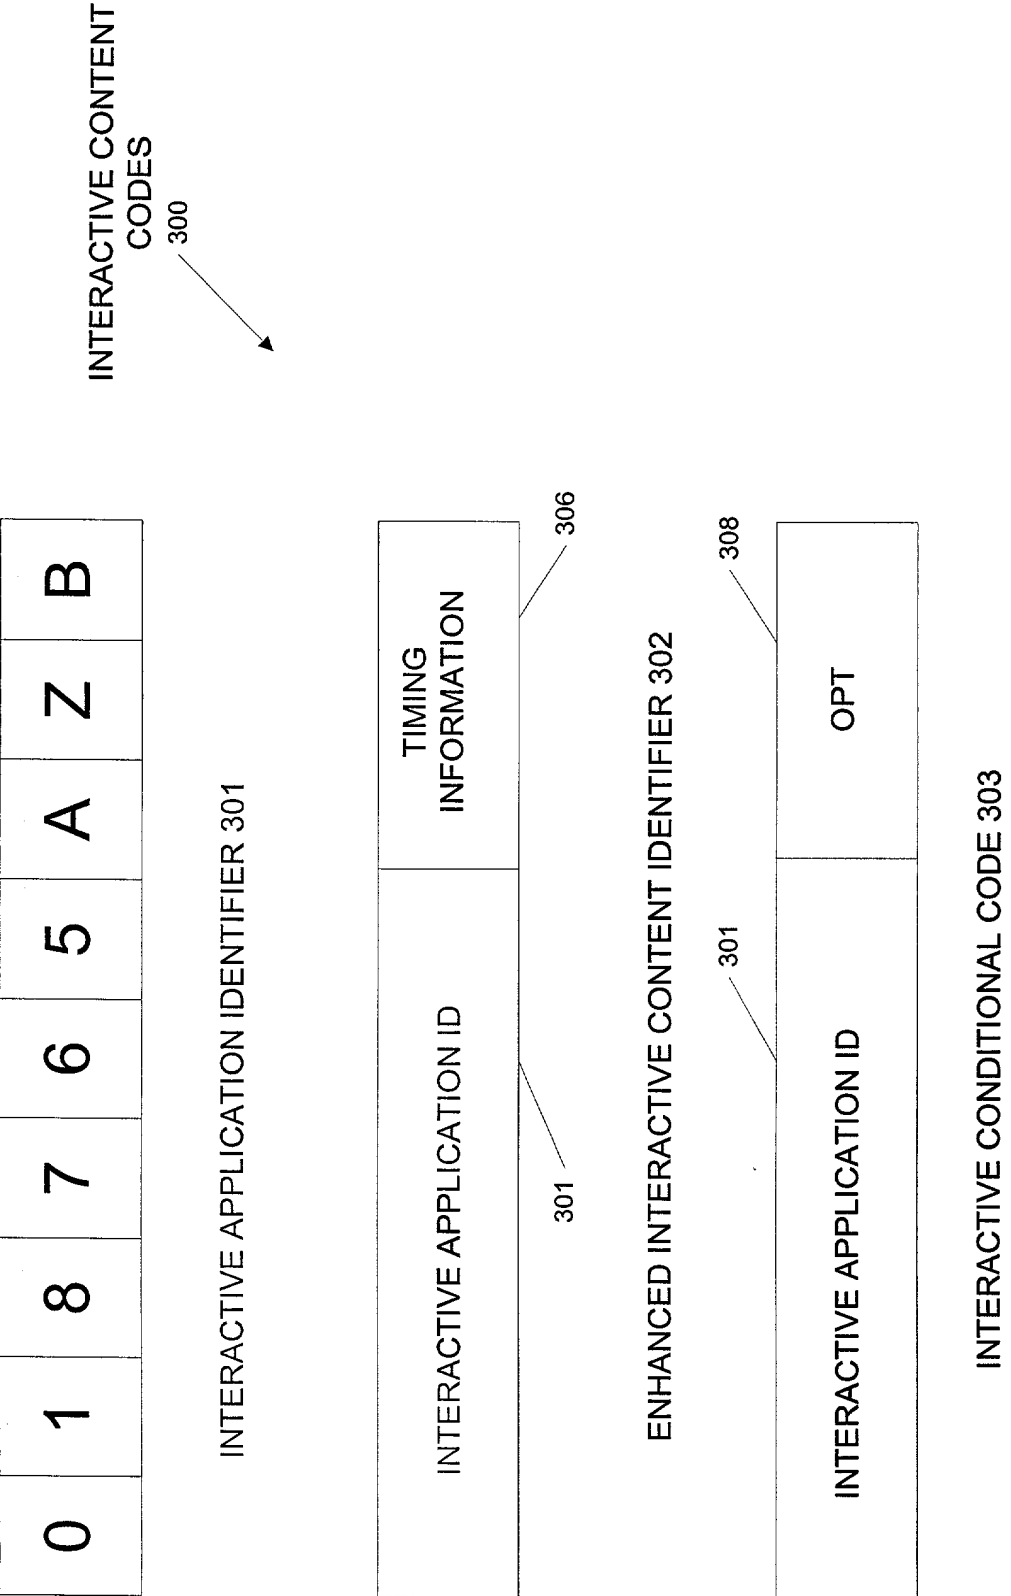 INTERACTIVE CONTENT
CODES
300
0 1 8 7 6 5 A Z B
INTERACTIVE APPLICATION IDENTIFIER 301
INTERACTIVE APPLICATION ID
TIMING
INFORMATION
301
306
ENHANCED INTERACTIVE CONTENT IDENTIFIER 302
301
308
INTERACTIVE APPLICATION ID
OPT
INTERACTIVE CONDITIONAL CODE 303